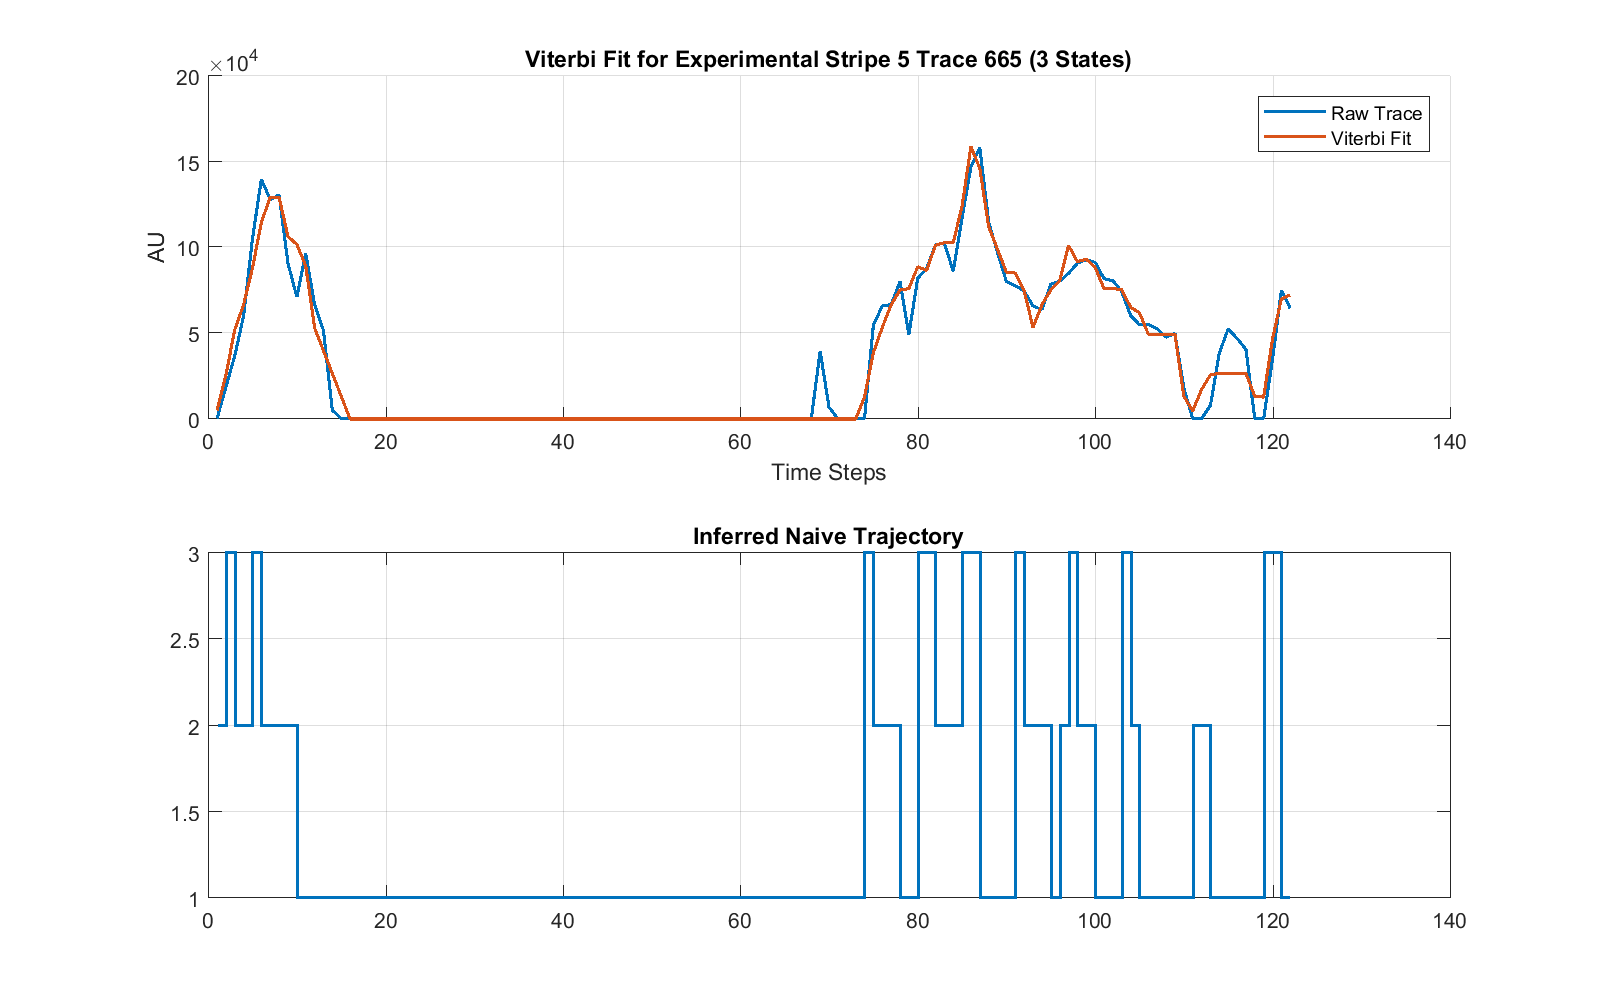 Viterbi Fit for Experimental Stripe 5 Trace 665 (3 States)
×10^4
20
15
10
5
0
AU
Raw Trace
Viterbi Fit
0 20 40 60 80 100 120 140
Time Steps
Inferred Naive Trajectory
3
2.5
2
1.5
1
0 20 40 60 80 100 120 140